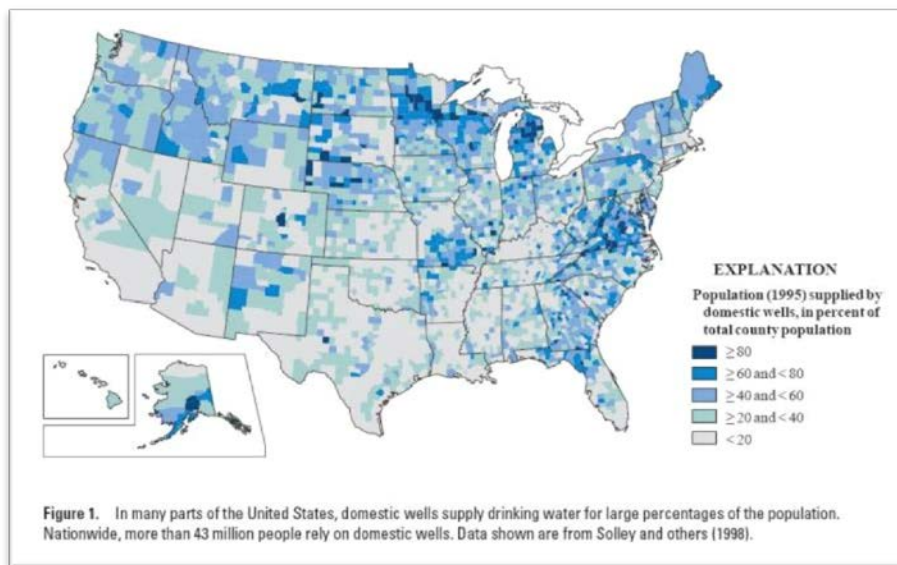 EXPLANATION
Population (1995) supplied by
domestic wells, in percent of
total county population
≥80
≥60 and <80
≥40 and <60
≥20 and <40
<20
Figure 1. In many parts of the United States, domestic wells supply drinking water for large percentages of the population.
Nationwide, more than 43 million people rely on domestic wells. Data shown are from Solley and others (1998).